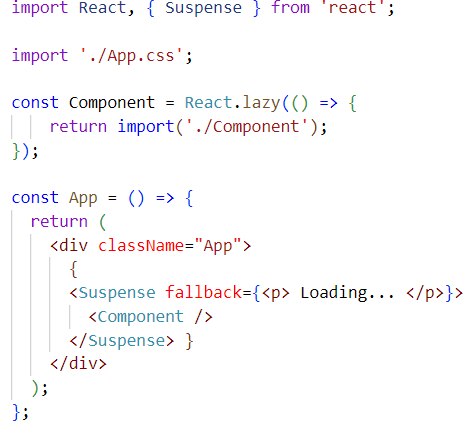 import React, { Suspense } from 'react';
import './App.css';
const Component = React.lazy(() => {
return import('./Component');
});
const App = () => {
return (
<div className="App">
{
<Suspense fallback={<p> Loading... </p>}>
<Component />
</Suspense> }
</div>
);
};